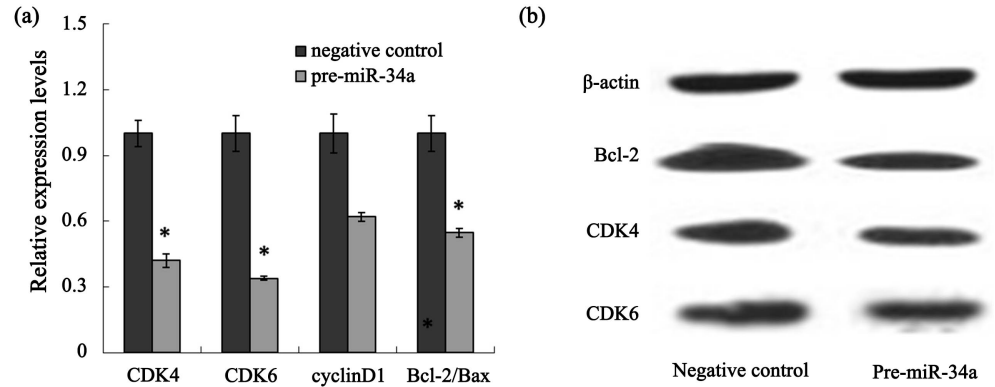 (a)
Relative expression levels
1.5
1.2
0.9
0.6
0.3
0
negative control
pre-miR-34a
*
*
*
*
CDK4
CDK6
cyclinD1
Bcl-2/Bax
(b)
β-actin
Bcl-2
CDK4
CDK6
Negative control
Pre-miR-34a